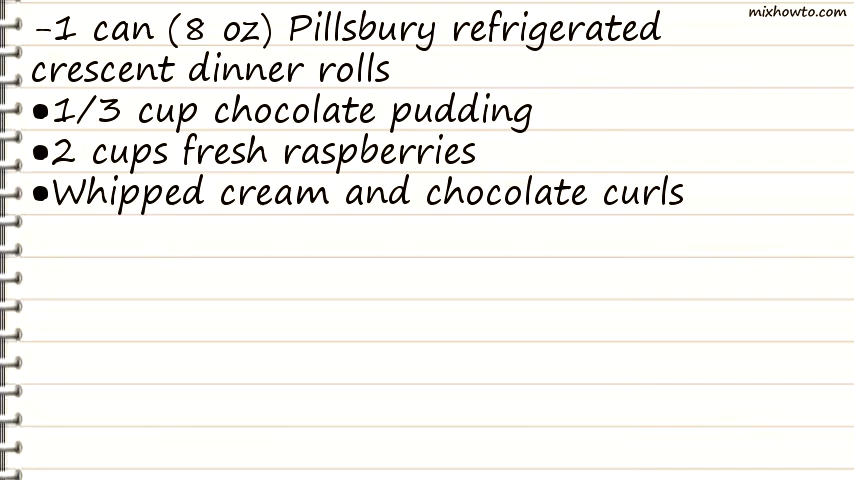 mixhowto.com
-1 can (8 oz) Pillsbury refrigerated
crescent dinner rolls
•1/3 cup chocolate pudding
•2 cups fresh raspberries
•Whipped cream and chocolate curls